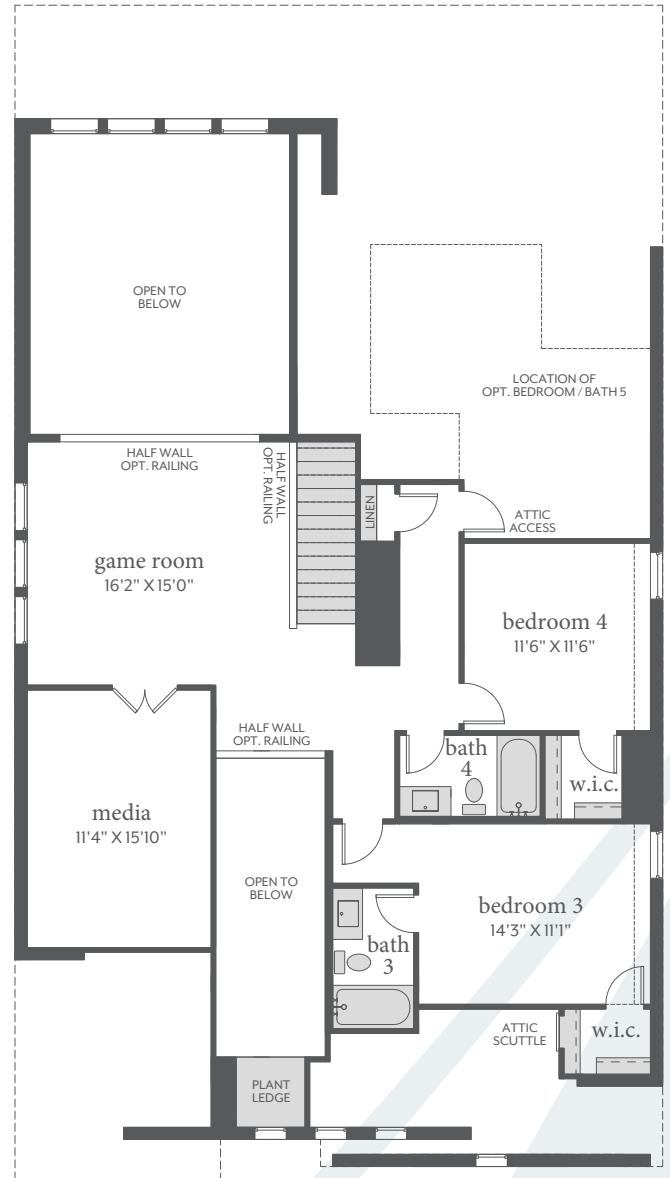 OPEN TO
BELOW
LOCATION OF
OPT. BEDROOM / BATH 5
HALF WALL
OPT. RAILING
HALF WALL
OPT. RAILING
LINEN
ATTIC
ACCESS
game room
16'2" X 15'0"
bedroom 4
11'6" X 11'6"
HALF WALL
OPT. RAILING
bath
4
w.i.c.
media
11'4" X 15'10"
OPEN TO
BELOW
bedroom 3
14'3" X 11'1"
bath
3
ATTIC
SCUTTLE
w.i.c.
PLANT
LEDGE